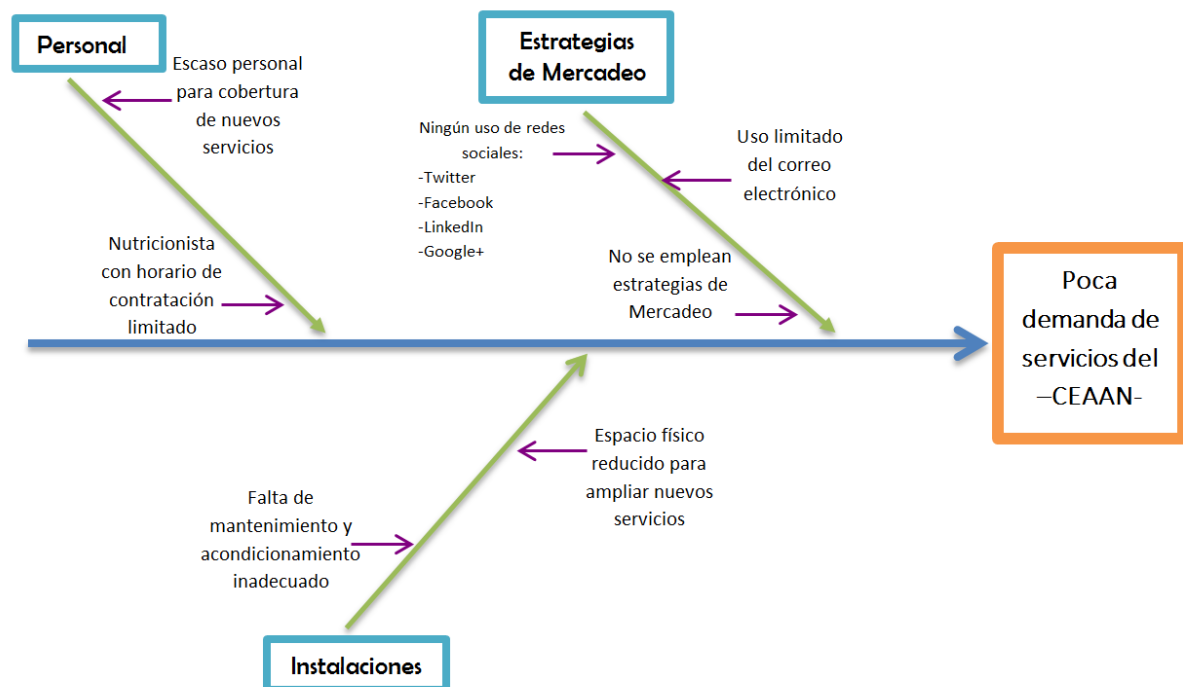 Personal
Escaso personal
para cobertura
de nuevos
servicios
Nutricionista
con horario de
contratación
limitado
Estrategias
de Mercadeo
Ningún uso de redes
sociales:
-Twitter
-Facebook
-LinkedIn
-Google+
Uso limitado
del correo
electrónico
No se emplean
estrategias de
Mercadeo
Poca
demanda de
servicios del
–CEAAN-
Espacio físico
reducido para
ampliar nuevos
servicios
Falta de
mantenimiento y
acondicionamiento
inadecuado
Instalaciones